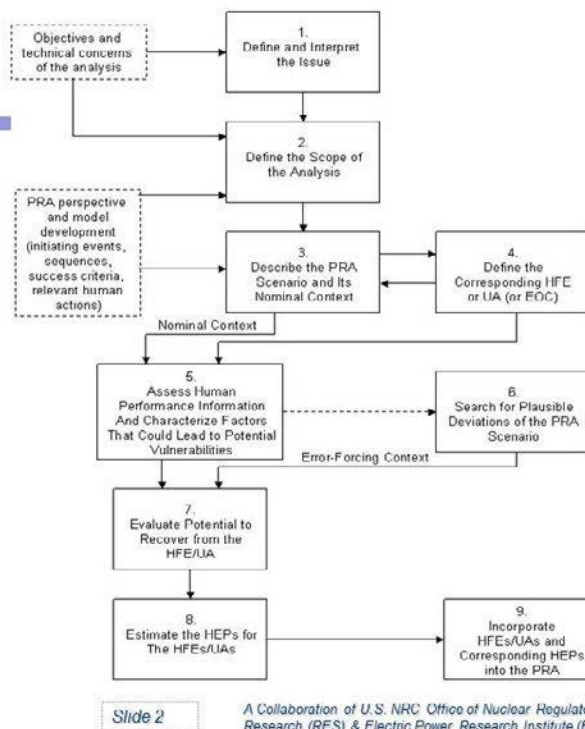 Objectives and
technical concerns
of the analysis
1.
Define and Interpret
the Issue
2.
Define the Scope of
the Analysis
PRA perspective
and model
development
(initiating events,
sequences,
success criteria,
relevant human
actions)
3.
Describe the PRA
Scenario and Its
Nominal Context
4.
Define the
Corresponding HFE
or UA (or EOC)
Nominal Context
5.
Assess Human
Performance Information
And Characterize Factors
That Could Lead to Potential
Vulnerabilities
6.
Search for Plausible
Deviations of the PRA
Scenario
Error-Forcing Context
7.
Evaluate Potential to
Recover from the
HFE/UA
8.
Estimate the HEPs for
The HFEs/UAs
9.
Incorporate
HFEs/UAs and
Corresponding HEPs
into the PRA
Slide 2
A Collaboration of U.S. NRC Office of Nuclear Regulato
Research (RES) & Electric Power Research Institute (E